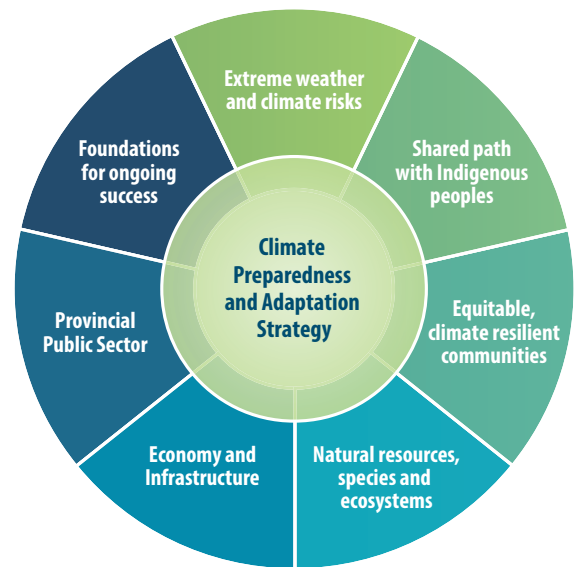 Extreme weather
and climate risks
Shared path
with Indigenous
peoples
Equitable,
climate resilient
communities
Natural resources,
species and
ecosystems
Economy and
Infrastructure
Provincial
Public Sector
Foundations
for ongoing
success
Climate
Preparedness
and Adaptation
Strategy